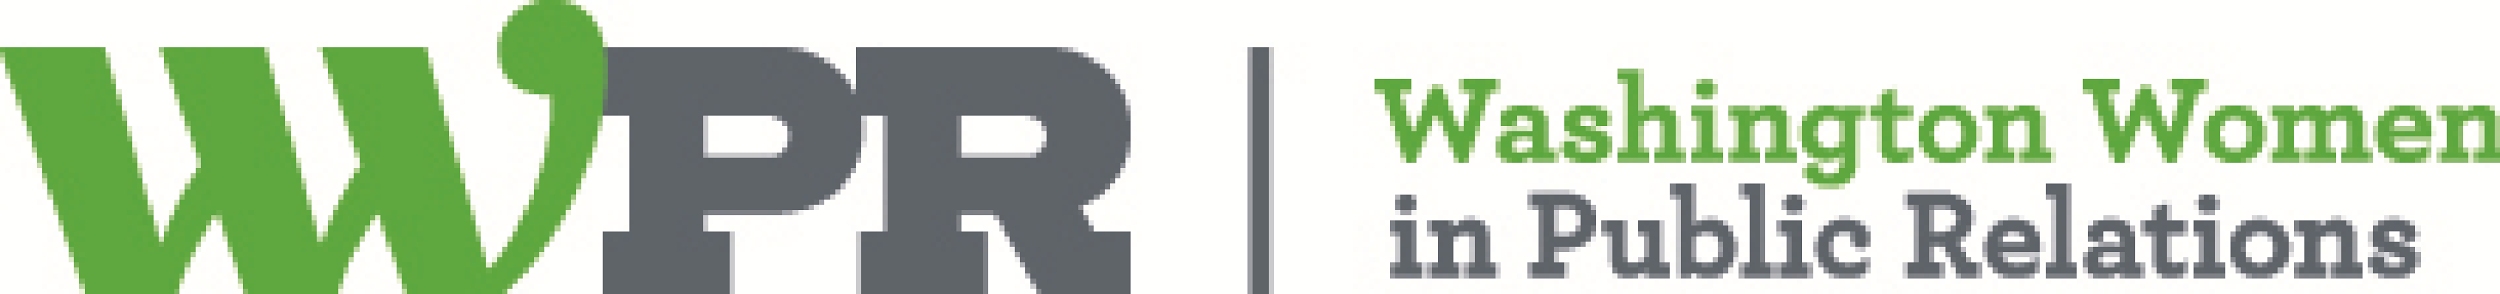 WWPR
Washington Women
in Public Relations